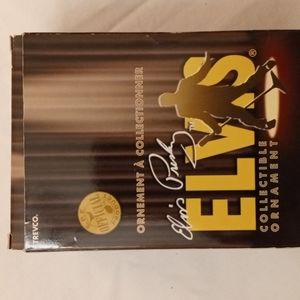 ORNEMENT À COLLECTIONNER
Elvis Presley
ELVIS®
COLLECTIBLE
ORNAMENT
TREVCO.